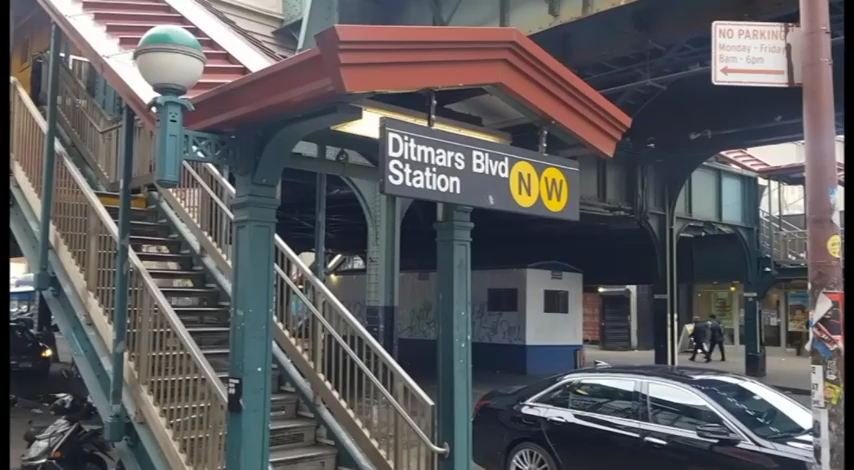 NO PARKING
Monday - Friday
8am - 6pm
Ditmars Blvd
Station
N W